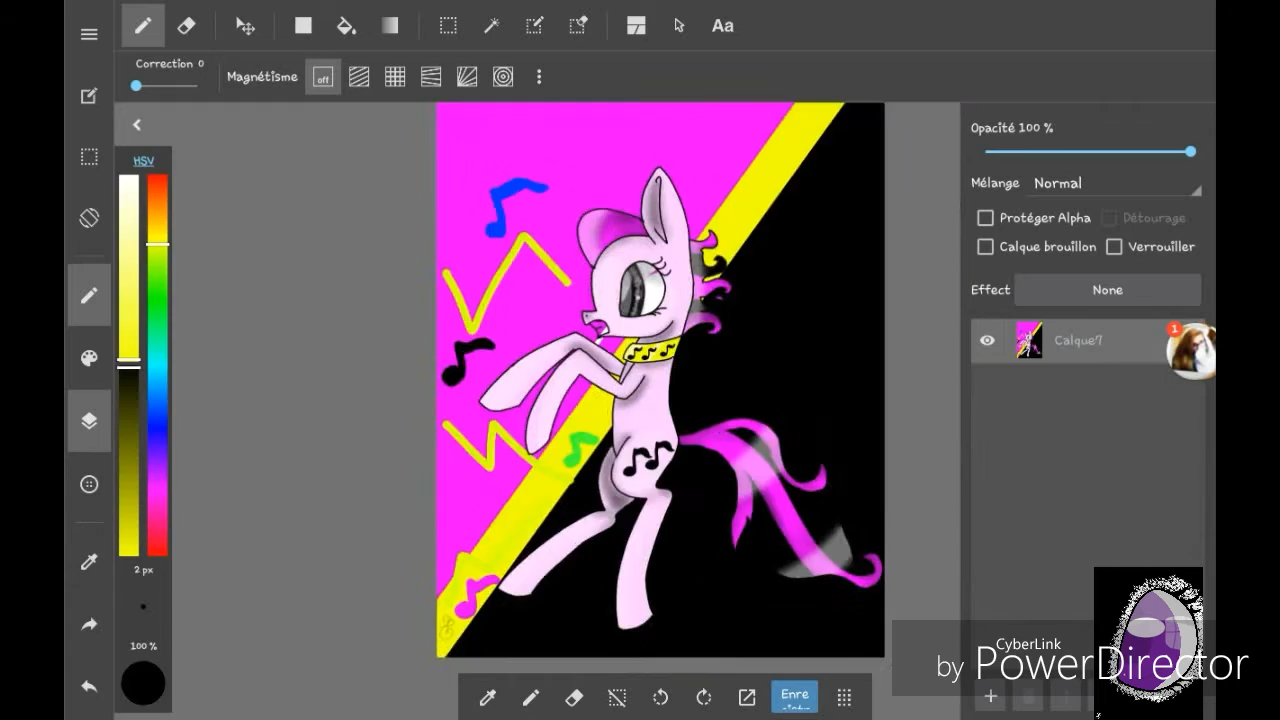 Aa
Correction 0
Magnétisme
off
HSV
2 px
100 %
Opacité 100 %
Mélange Normal
Protéger Alpha Détourage
Calque brouillon Verrouiller
Effect None
Calque7
1
Enre
CyberLink
by PowerDirector